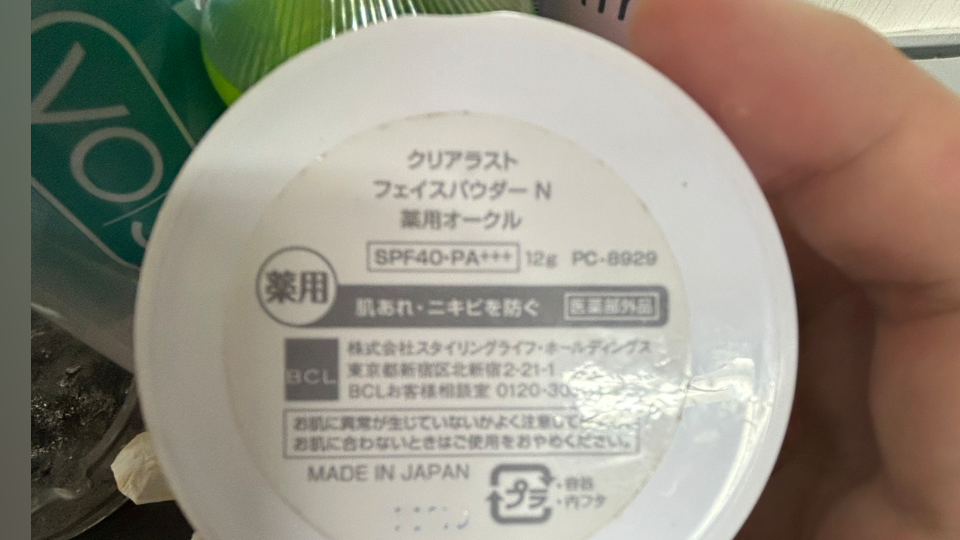 クリアラスト
フェイスパウダー N
薬用オークル
SPF40・PA+++ 12g PC-8929
薬用
肌あれ・ニキビを防ぐ 医薬部外品
BCL
株式会社スタイリングライフ・ホールディングス
東京都新宿区北新宿2-21-1
BCLお客様相談室 0120-30
お肌に異常が生じていないかよく注意して
お肌に合わないときはご使用をおやめください。
MADE IN JAPAN
プラ
・容器
・内フタ